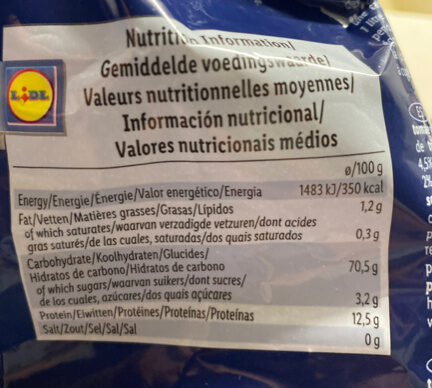 Nutrition Information/
Gemiddelde voedingswaarde/
Valeurs nutritionnelles moyennes/
Información nutricional/
Valores nutricionais médios
LIDL
ø/100 g
Energy/Energie/Énergie/Valor energético/Energia 1483 kJ/350 kcal
Fat/Vetten/Matières grasses/Grasas/Lípidos 1,2 g
of which saturates/waarvan verzadigde vetzuren/dont acides
gras saturés/de las cuales, saturadas/dos quais saturados 0,3 g
Carbohydrate/Koolhydraten/Glucides/
Hidratos de carbono/Hidratos de carbono 70,5 g
of which sugars/waarvan suikers/dont sucres/
de los cuales, azúcares/dos quais açúcares 3,2 g
Protein/Eiwitten/Protéines/Proteínas/Proteínas 12,5 g
Salt/Zout/Sel/Sal/Sal 0 g